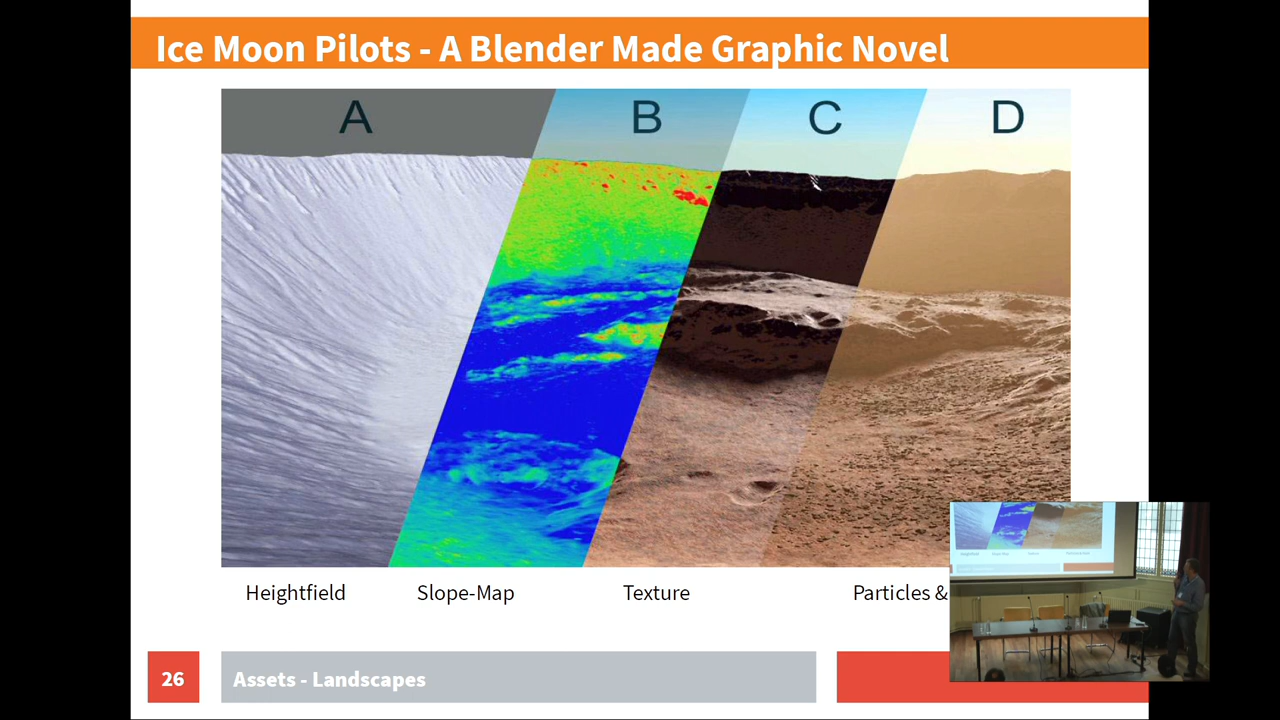 Ice Moon Pilots - A Blender Made Graphic Novel
A B C D
Heightfield Slope-Map Texture Particles &
26 Assets - Landscapes